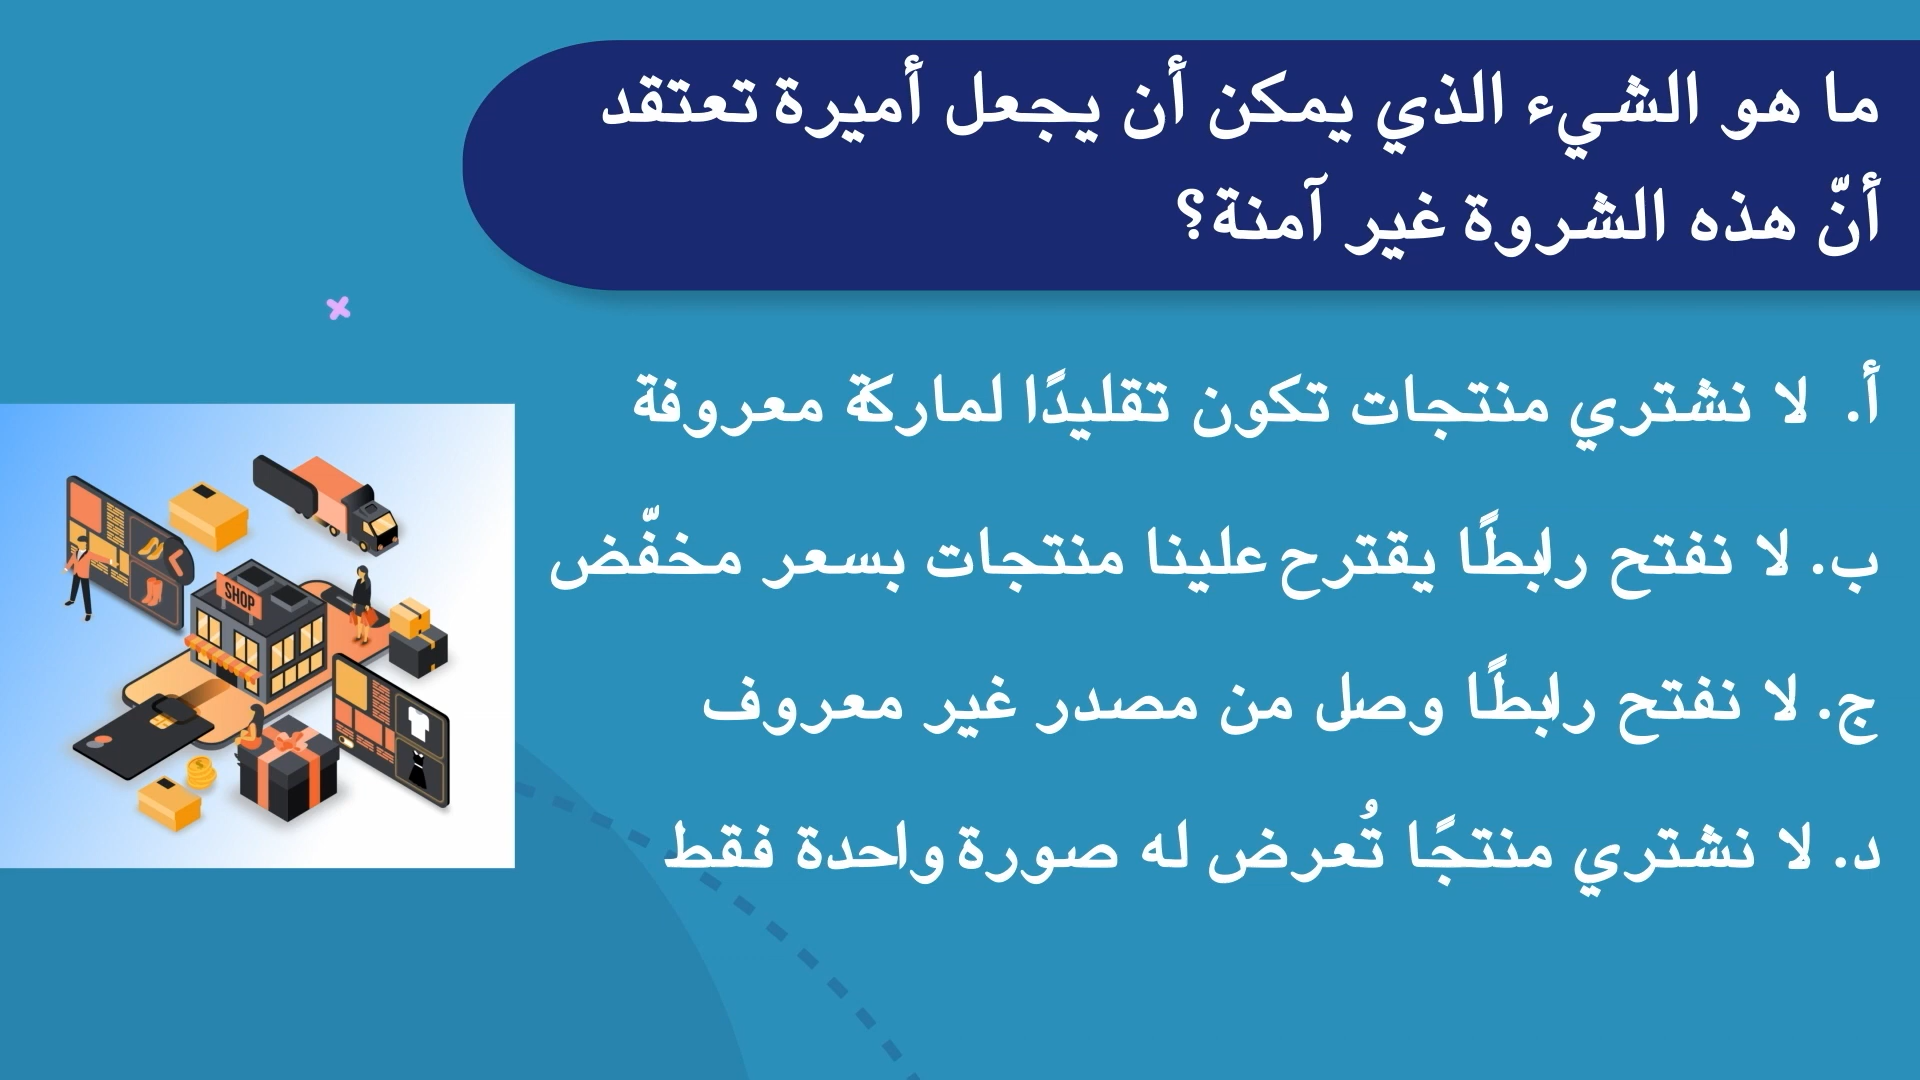 ما هو الشيء الذي يمكن أن يجعل أميرة تعتقد
أنّ هذه الشروة غير آمنة؟
أ. لا نشتري منتجات تكون تقليدًا لماركة معروفة
ب. لا نفتح رابطًا يقترح علينا منتجات بسعر مخفّض
ج. لا نفتح رابطًا وصل من مصدر غير معروف
د. لا نشتري منتجًا تُعرض له صورة واحدة فقط
SHOP